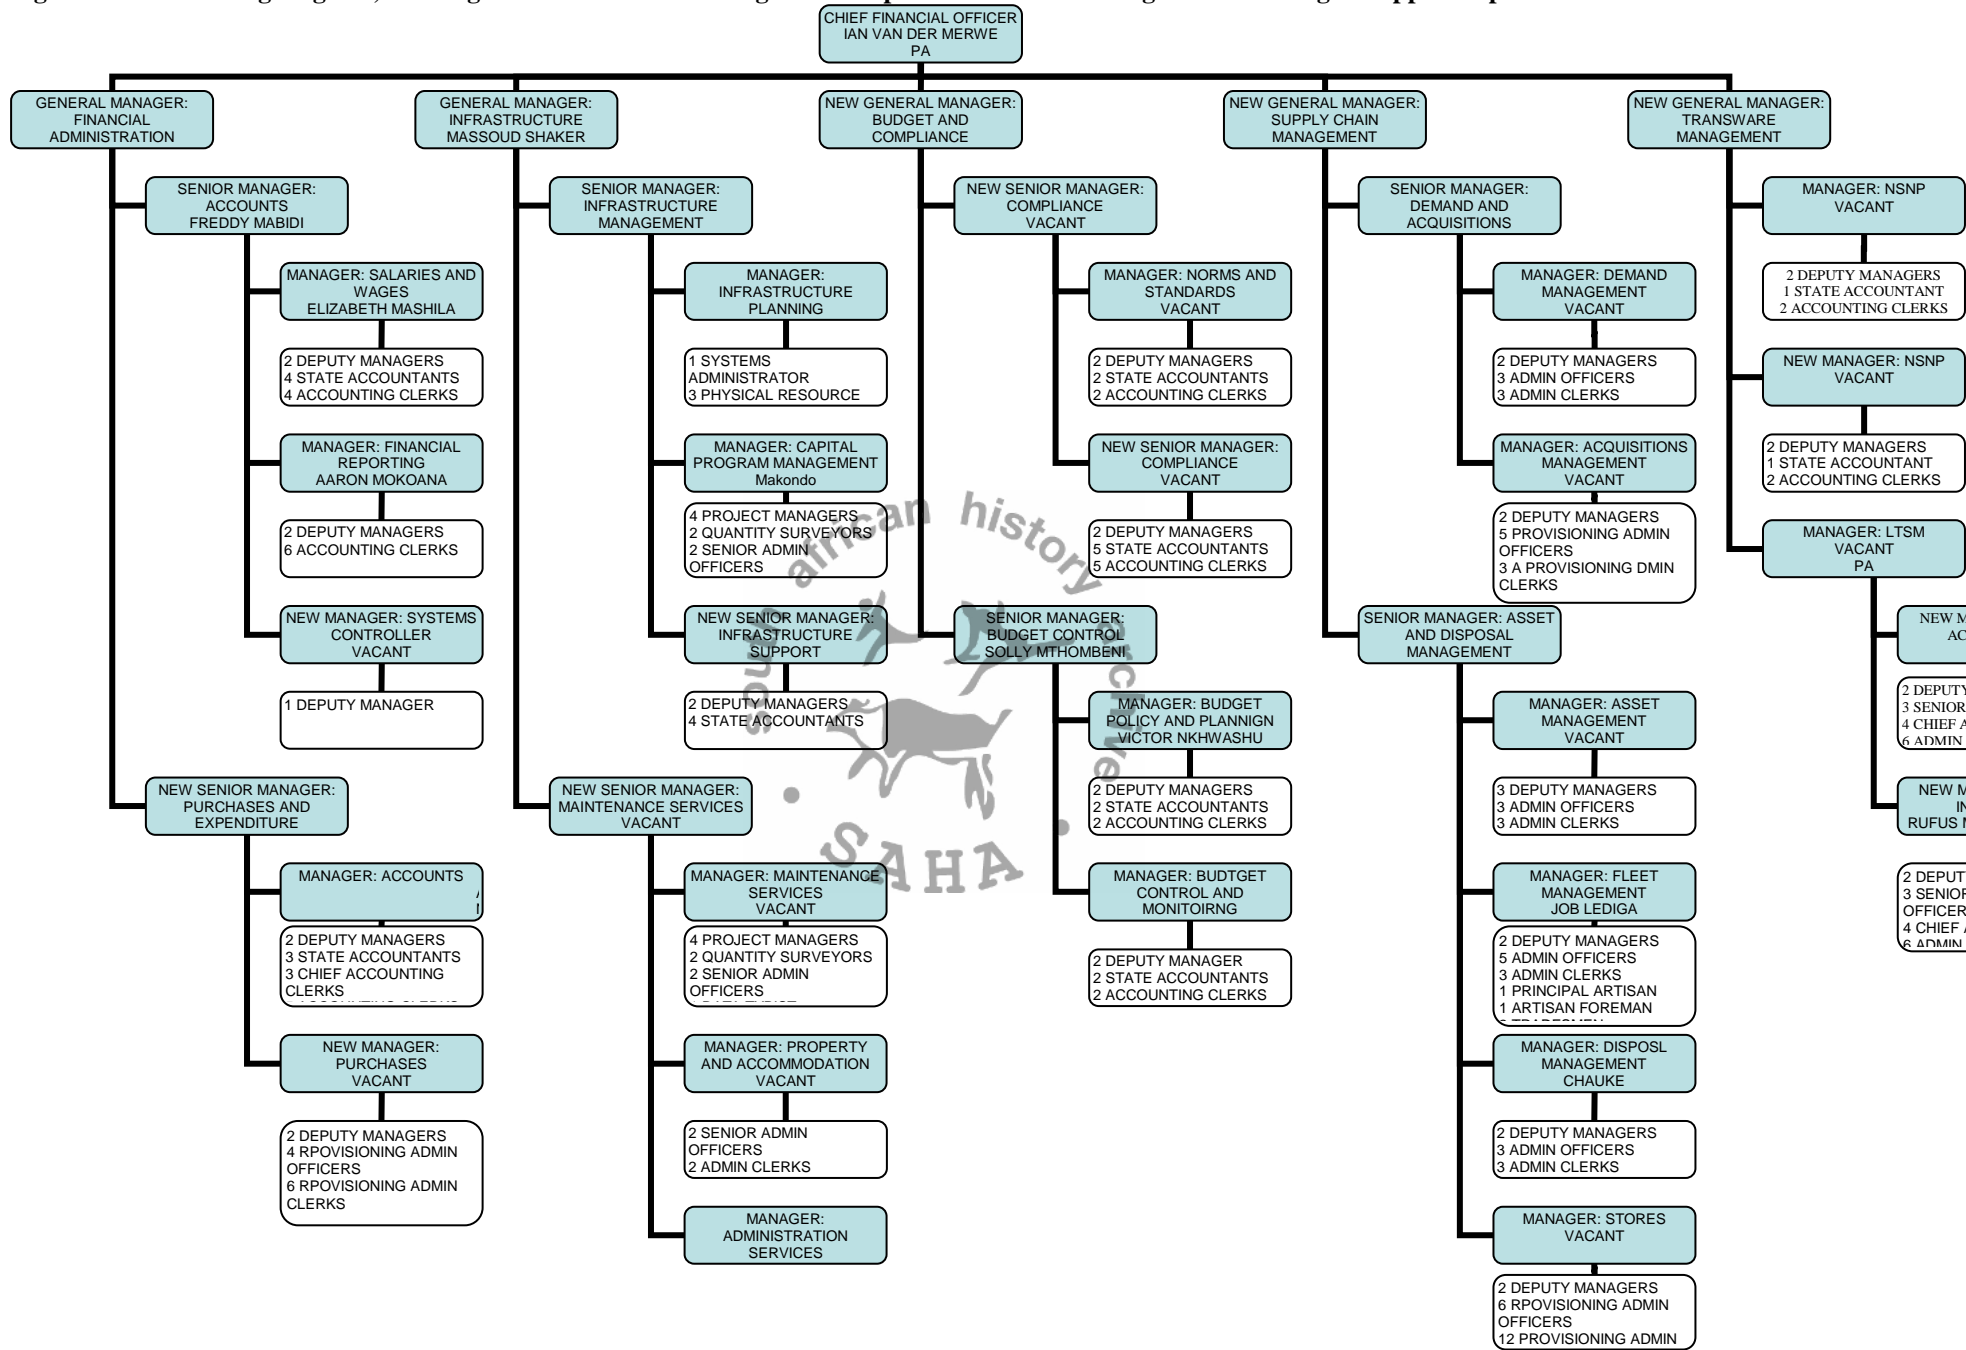 CHIEF FINANCIAL OFFICER
IAN VAN DER MERWE
PA
GENERAL MANAGER:
FINANCIAL
ADMINISTRATION
SENIOR MANAGER:
ACCOUNTS
FREDDY MABIDI
MANAGER: SALARIES AND
WAGES
ELIZABETH MASHILA
2 DEPUTY MANAGERS
4 STATE ACCOUNTANTS
4 ACCOUNTING CLERKS
MANAGER: FINANCIAL
REPORTING
AARON MOKOANA
2 DEPUTY MANAGERS
6 ACCOUNTING CLERKS
NEW MANAGER: SYSTEMS
CONTROLLER
VACANT
1 DEPUTY MANAGER
NEW SENIOR MANAGER:
PURCHASES AND
EXPENDITURE
MANAGER: ACCOUNTS
2 DEPUTY MANAGERS
3 STATE ACCOUNTANTS
3 CHIEF ACCOUNTING
CLERKS
NEW MANAGER:
PURCHASES
VACANT
2 DEPUTY MANAGERS
4 RPOVISIONING ADMIN
OFFICERS
6 RPOVISIONING ADMIN
CLERKS
GENERAL MANAGER:
INFRASTRUCTURE
MASSOUD SHAKER
SENIOR MANAGER:
INFRASTRUCTURE
MANAGEMENT
MANAGER:
INFRASTRUCTURE
PLANNING
1 SYSTEMS
ADMINISTRATOR
3 PHYSICAL RESOURCE
MANAGER: CAPITAL
PROGRAM MANAGEMENT
Makondo
4 PROJECT MANAGERS
2 QUANTITY SURVEYORS
2 SENIOR ADMIN
OFFICERS
NEW SENIOR MANAGER:
INFRASTRUCTURE
SUPPORT
2 DEPUTY MANAGERS
4 STATE ACCOUNTANTS
NEW SENIOR MANAGER:
MAINTENANCE SERVICES
VACANT
MANAGER: MAINTENANCE
SERVICES
VACANT
4 PROJECT MANAGERS
2 QUANTITY SURVEYORS
2 SENIOR ADMIN
OFFICERS
MANAGER: PROPERTY
AND ACCOMMODATION
VACANT
2 SENIOR ADMIN
OFFICERS
2 ADMIN CLERKS
MANAGER:
ADMINISTRATION
SERVICES
NEW GENERAL MANAGER:
BUDGET AND
COMPLIANCE
NEW SENIOR MANAGER:
COMPLIANCE
VACANT
MANAGER: NORMS AND
STANDARDS
VACANT
2 DEPUTY MANAGERS
2 STATE ACCOUNTANTS
2 ACCOUNTING CLERKS
NEW SENIOR MANAGER:
COMPLIANCE
VACANT
2 DEPUTY MANAGERS
5 STATE ACCOUNTANTS
5 ACCOUNTING CLERKS
SENIOR MANAGER:
BUDGET CONTROL
SOLLY MTHOMBENI
MANAGER: BUDGET
POLICY AND PLANNIGN
VICTOR NKHWASHU
2 DEPUTY MANAGERS
2 STATE ACCOUNTANTS
2 ACCOUNTING CLERKS
MANAGER: BUDTGET
CONTROL AND
MONITOIRNG
2 DEPUTY MANAGER
2 STATE ACCOUNTANTS
2 ACCOUNTING CLERKS
NEW GENERAL MANAGER:
SUPPLY CHAIN
MANAGEMENT
SENIOR MANAGER:
DEMAND AND
ACQUISITIONS
MANAGER: DEMAND
MANAGEMENT
VACANT
2 DEPUTY MANAGERS
3 ADMIN OFFICERS
3 ADMIN CLERKS
MANAGER: ACQUISITIONS
MANAGEMENT
VACANT
2 DEPUTY MANAGERS
5 PROVISIONING ADMIN
OFFICERS
3 A PROVISIONING DMIN
CLERKS
SENIOR MANAGER: ASSET
AND DISPOSAL
MANAGEMENT
MANAGER: ASSET
MANAGEMENT
VACANT
3 DEPUTY MANAGERS
3 ADMIN OFFICERS
3 ADMIN CLERKS
MANAGER: FLEET
MANAGEMENT
JOB LEDIGA
2 DEPUTY MANAGERS
5 ADMIN OFFICERS
3 ADMIN CLERKS
1 PRINCIPAL ARTISAN
1 ARTISAN FOREMAN
MANAGER: DISPOSL
MANAGEMENT
CHAUKE
2 DEPUTY MANAGERS
3 ADMIN OFFICERS
3 ADMIN CLERKS
MANAGER: STORES
VACANT
2 DEPUTY MANAGERS
6 RPOVISIONING ADMIN
OFFICERS
12 PROVISIONING ADMIN
NEW GENERAL MANAGER:
TRANSWARE
MANAGEMENT
MANAGER: NSNP
VACANT
2 DEPUTY MANAGERS
1 STATE ACCOUNTANT
2 ACCOUNTING CLERKS
NEW MANAGER: NSNP
VACANT
2 DEPUTY MANAGERS
1 STATE ACCOUNTANT
2 ACCOUNTING CLERKS
MANAGER: LTSM
VACANT
PA
NEW
2 DEPUTY
3 SENIOR
4 CHIEF
6 ADMIN
NEW
RUFUS
2
3
4 CHIEF
6 ADMIN
south african history archive
SAHA